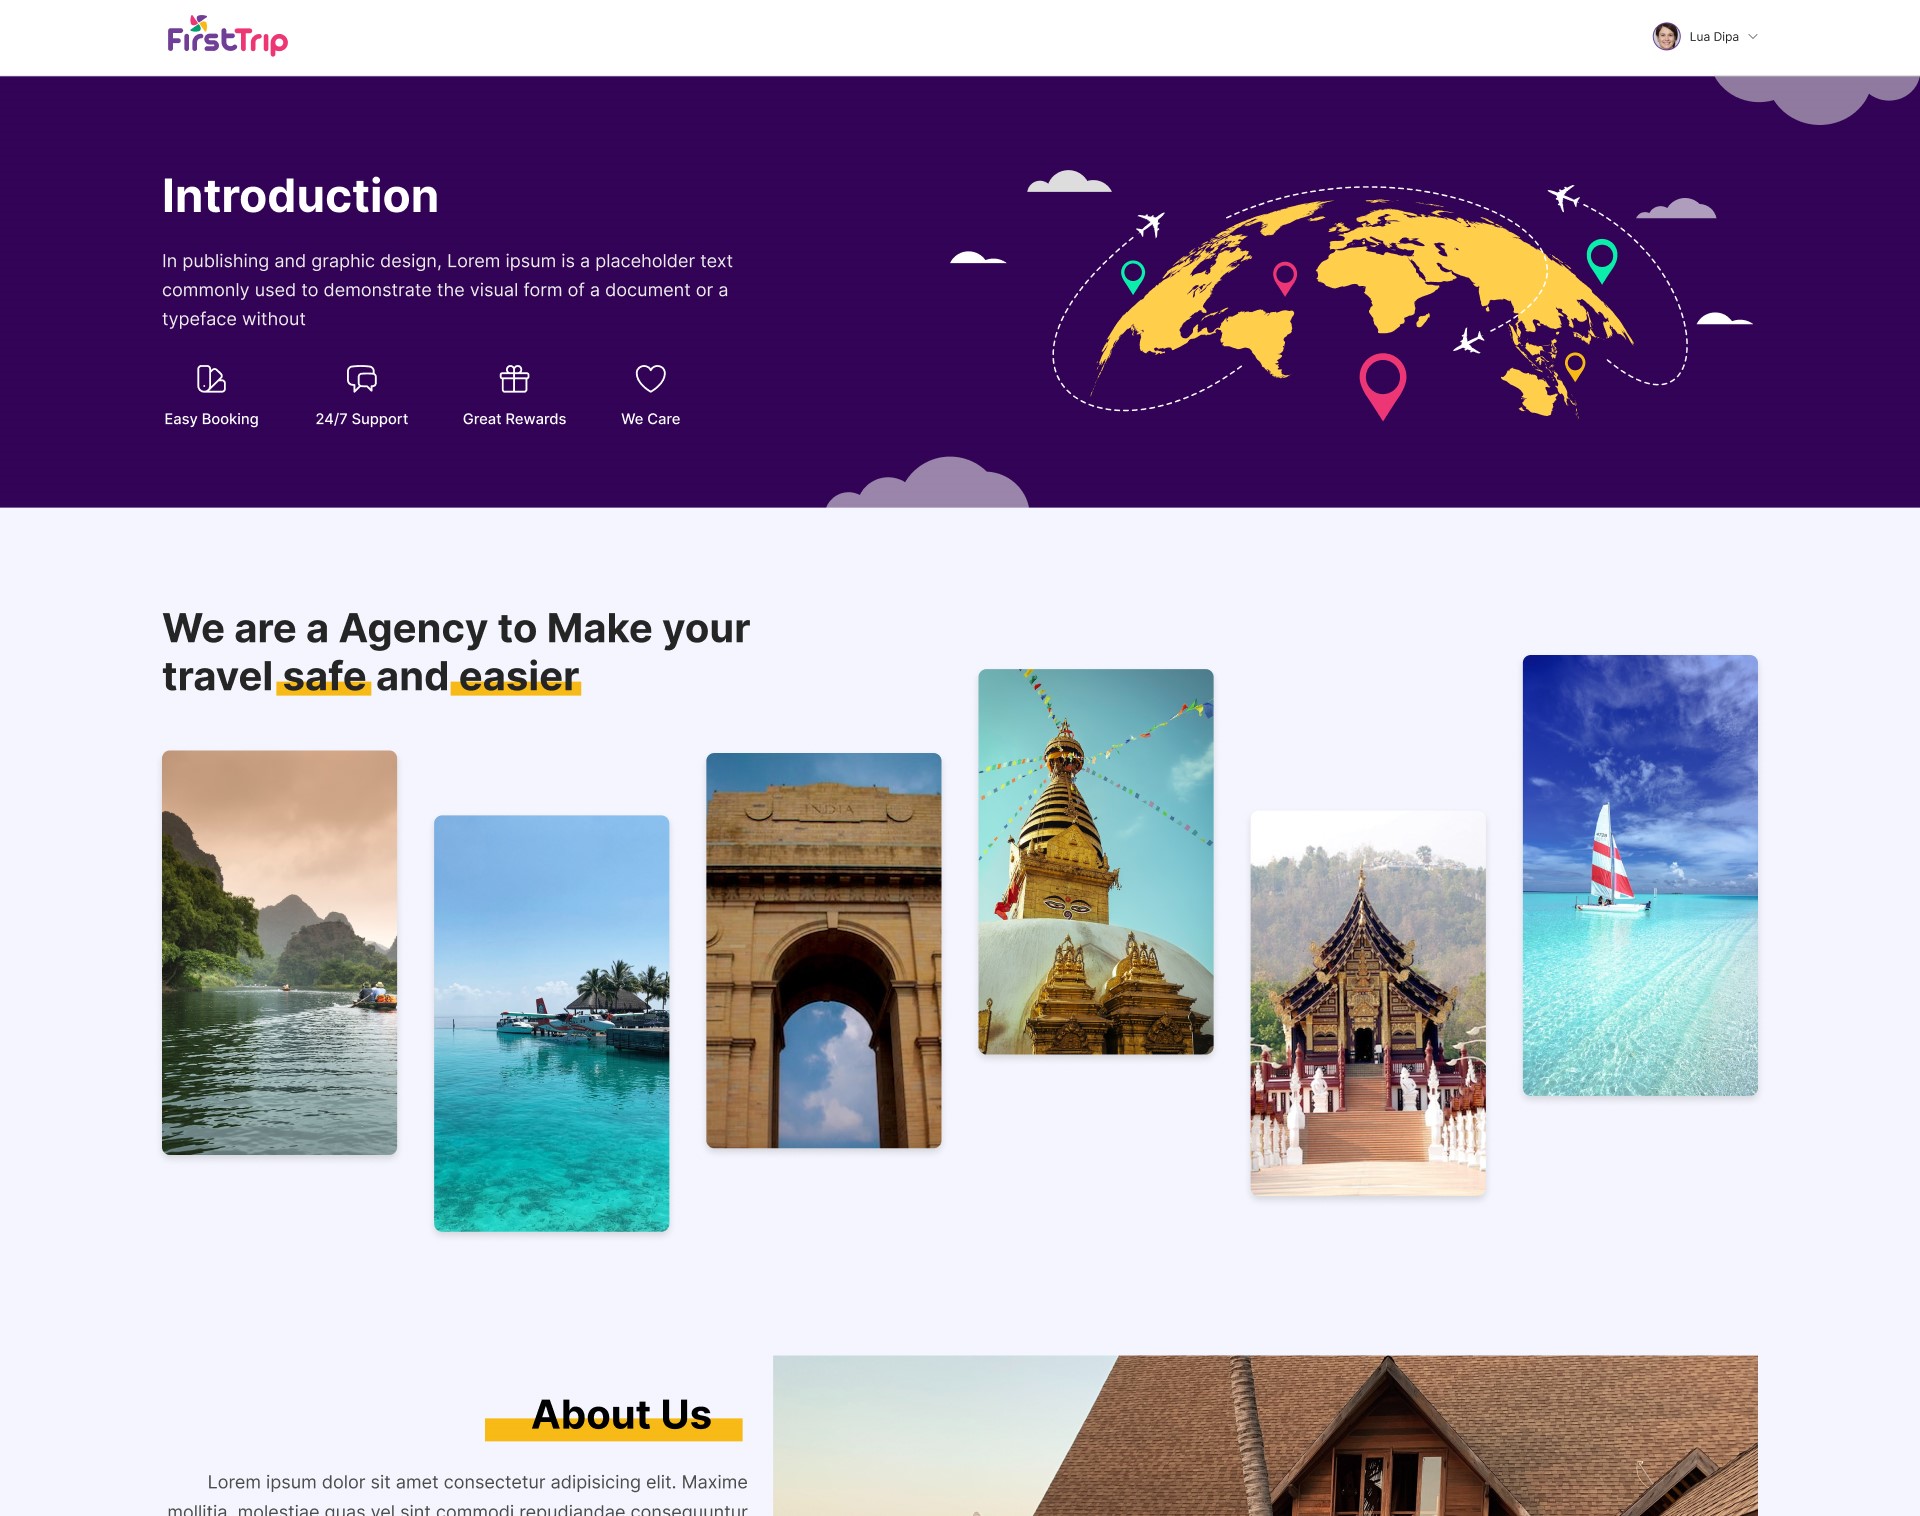 FirstTrip
Lua Dipa
Introduction
In publishing and graphic design, Lorem ipsum is a placeholder text
commonly used to demonstrate the visual form of a document or a
typeface without
Easy Booking
24/7 Support
Great Rewards
We Care
We are a Agency to Make your
travel safe and easier
INDIA
About Us
Lorem ipsum dolor sit amet consectetur adipisicing elit. Maxime
mollitia, molestiae quas vel sint commodi repudiandae consequuntur